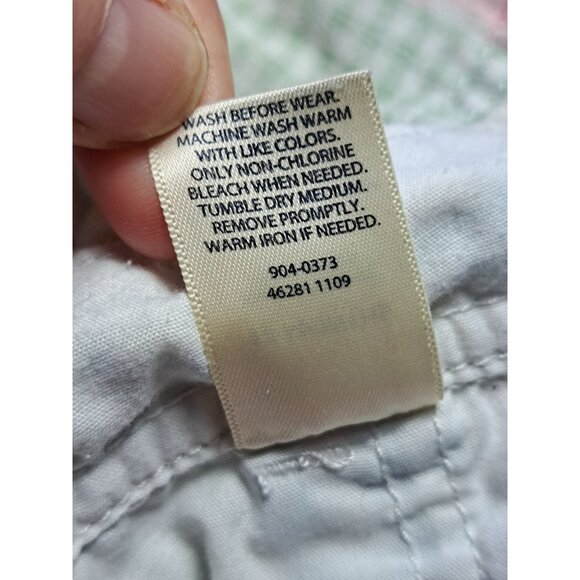 WASH BEFORE WEAR.
MACHINE WASH WARM
WITH LIKE COLORS.
ONLY NON-CHLORINE
BLEACH WHEN NEEDED.
TUMBLE DRY MEDIUM.
REMOVE PROMPTLY.
WARM IRON IF NEEDED.
904-0373
46281 1109